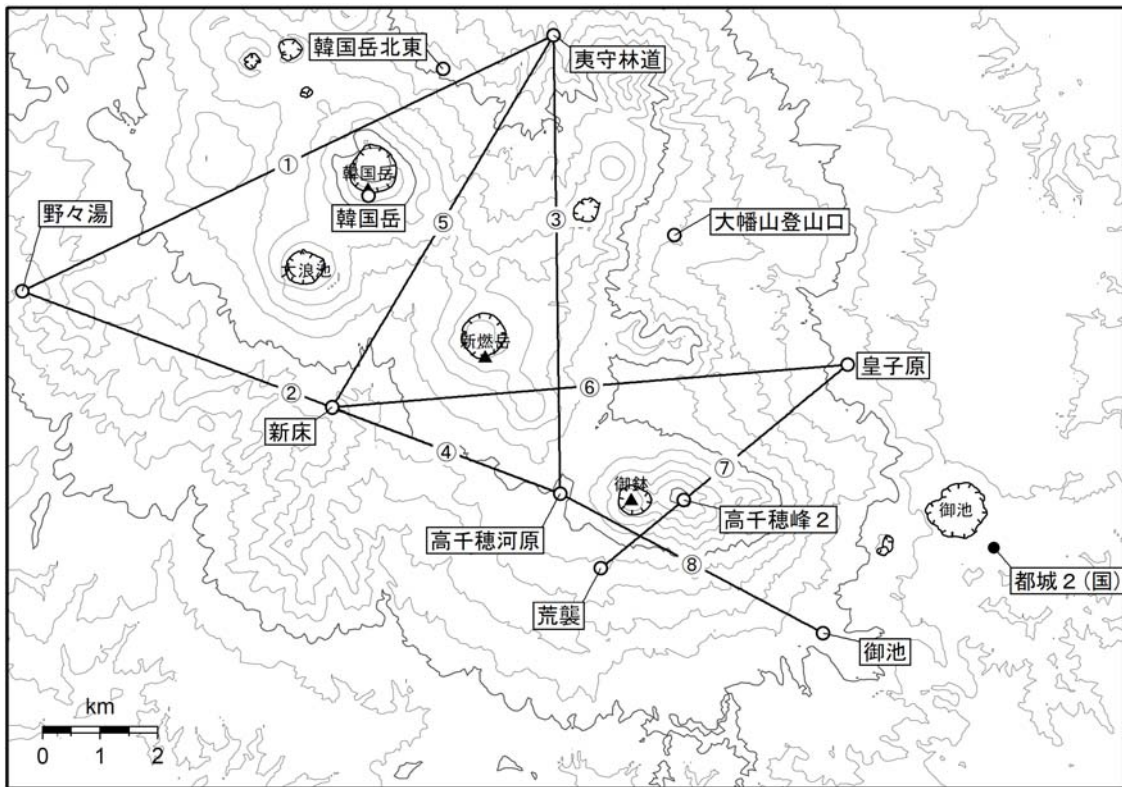 韓国岳北東
夷守林道
①
韓国岳
韓国岳
野々湯
⑤
③
大幡山登山口
大浪池
新燃岳
皇子原
②
⑥
新床
④
⑦
御鉢
高千穂河原
高千穂峰2
御池
⑧
都城2(国)
荒襲
御池
km
0 1 2